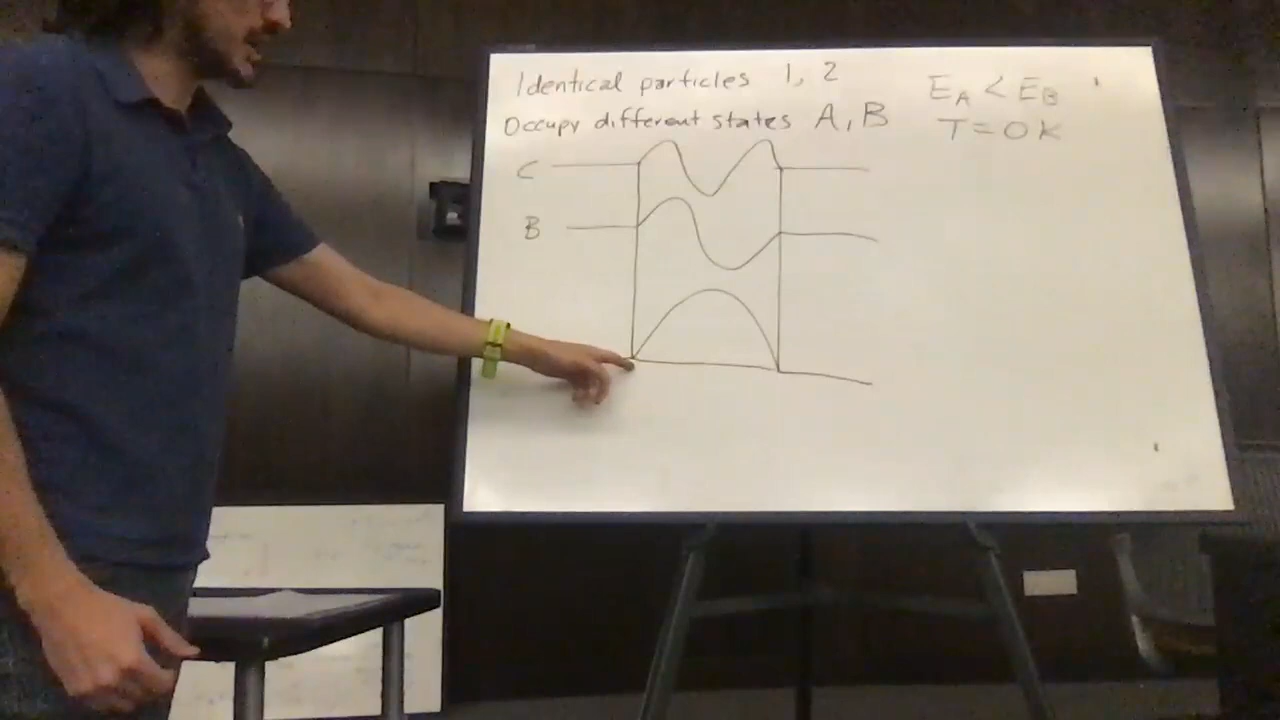 Identical particles 1, 2
Occupy different states A, B
E_A < E_B
T = 0 K
C
B